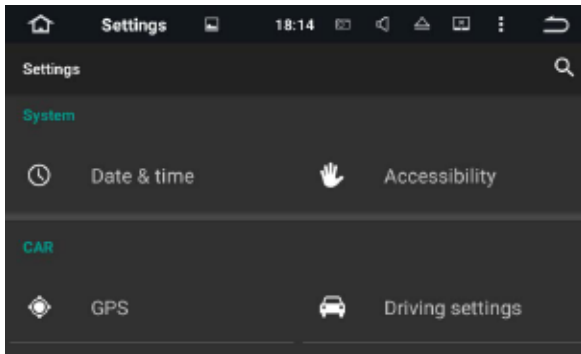 Settings 18:14
Settings
System
Date & time Accessibility
CAR
GPS Driving settings